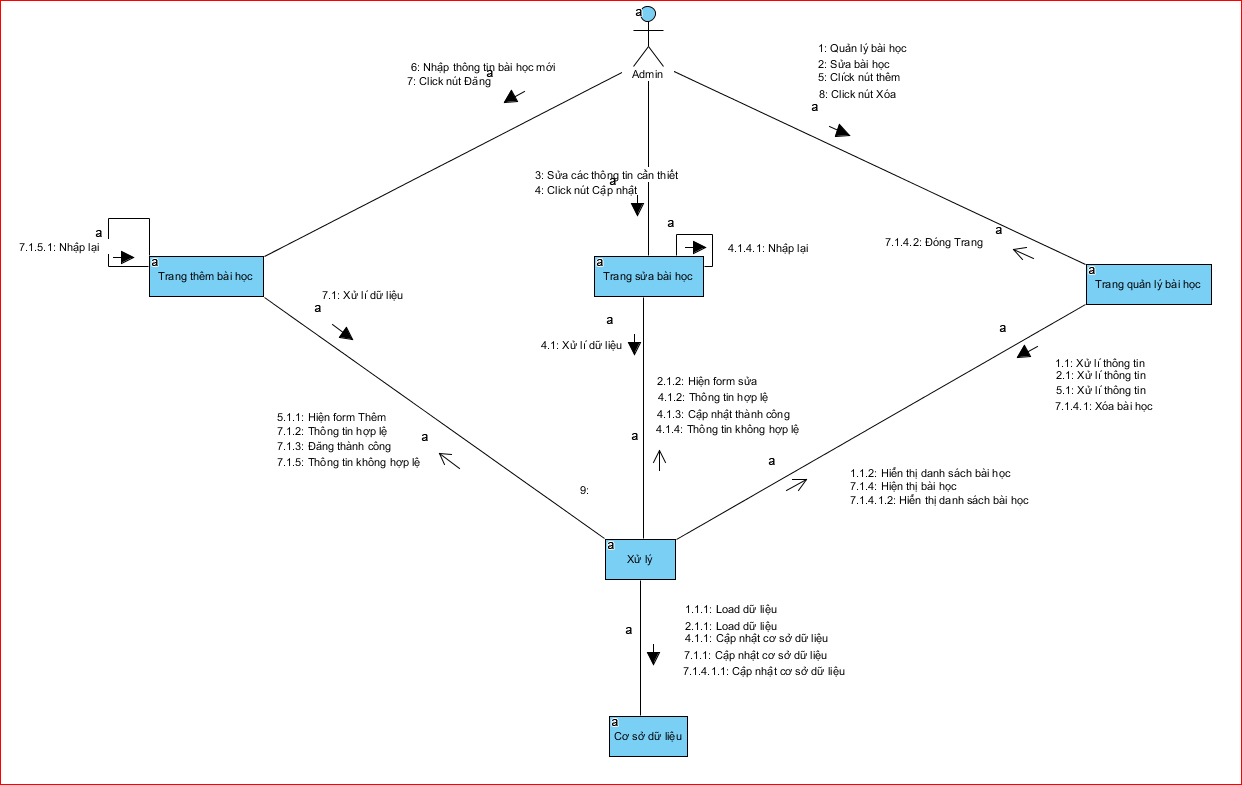 a
Admin
6: Nhập thông tin bài học mới
a
7: Click nút Đăng
1: Quản lý bài học
2: Sửa bài học
5: Click nút thêm
8: Click nút Xóa
a
3: Sửa các thông tin cần thiết
a
4: Click nút Cập nhật
a
7.1.5.1: Nhập lại
a
4.1.4.1: Nhập lại
a
7.1.4.2: Đóng Trang
a
Trang thêm bài học
a
Trang sửa bài học
a
Trang quản lý bài học
7.1: Xử lí dữ liệu
a
a
4.1: Xử lí dữ liệu
a
1.1: Xử lí thông tin
2.1: Xử lí thông tin
5.1: Xử lí thông tin
7.1.4.1: Xóa bài học
5.1.1: Hiện form Thêm
7.1.2: Thông tin hợp lệ
7.1.3: Đăng thành công
7.1.5: Thông tin không hợp lệ
a
2.1.2: Hiện form sửa
4.1.2: Thông tin hợp lệ
4.1.3: Cập nhật thành công
4.1.4: Thông tin không hợp lệ
a
a
1.1.2: Hiển thị danh sách bài học
7.1.4: Hiện thị bài học
7.1.4.1.2: Hiển thị danh sách bài học
9:
a
Xử lý
1.1.1: Load dữ liệu
2.1.1: Load dữ liệu
4.1.1: Cập nhật cơ sở dữ liệu
7.1.1: Cập nhật cơ sở dữ liệu
7.1.4.1.1: Cập nhật cơ sở dữ liệu
a
a
Cơ sở dữ liệu